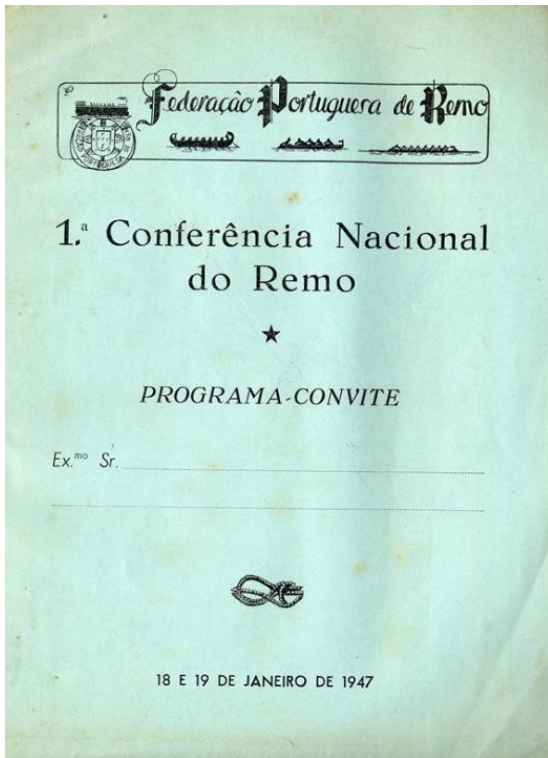 Federação Portuguesa de Remo
1.ª Conferência Nacional
do Remo
PROGRAMA-CONVITE
Ex.mo Sr.
18 E 19 DE JANEIRO DE 1947